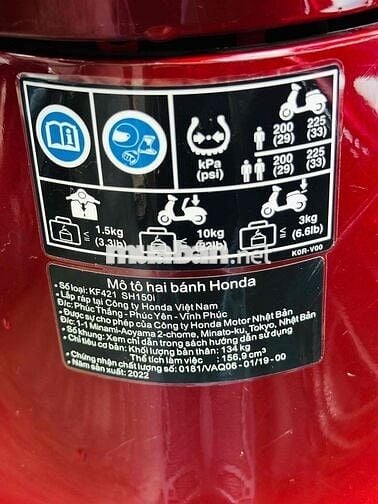 kPa
(psi)
200
(29)
225
(33)
200
(29)
225
(33)
≤ 1.5kg
(3.3lb)
≤ 10kg
(22lb)
≤ 3kg
(6.6lb)
K0R-V00
muaban.net
Mô tô hai bánh Honda
• Số loại: KF421 SH150I
• Lắp ráp tại Công ty Honda Việt Nam
• Đ/c: Phúc Thắng - Phúc Yên - Vĩnh Phúc
• Được sự cho phép của Công ty Honda Motor Nhật Bản
• Đ/c: 1-1 Minami-Aoyama 2-chome, Minato-ku, Tokyo, Nhật Bản
• Số khung: Xem chỉ dẫn trong sách hướng dẫn sử dụng
• Chỉ tiêu cơ bản: Khối lượng bản thân: 134 kg
Thể tích làm việc : 156,9 cm³
• Chứng nhận chất lượng số: 0181/VAQ06 - 01/19 - 00
• Năm sản xuất: 2022